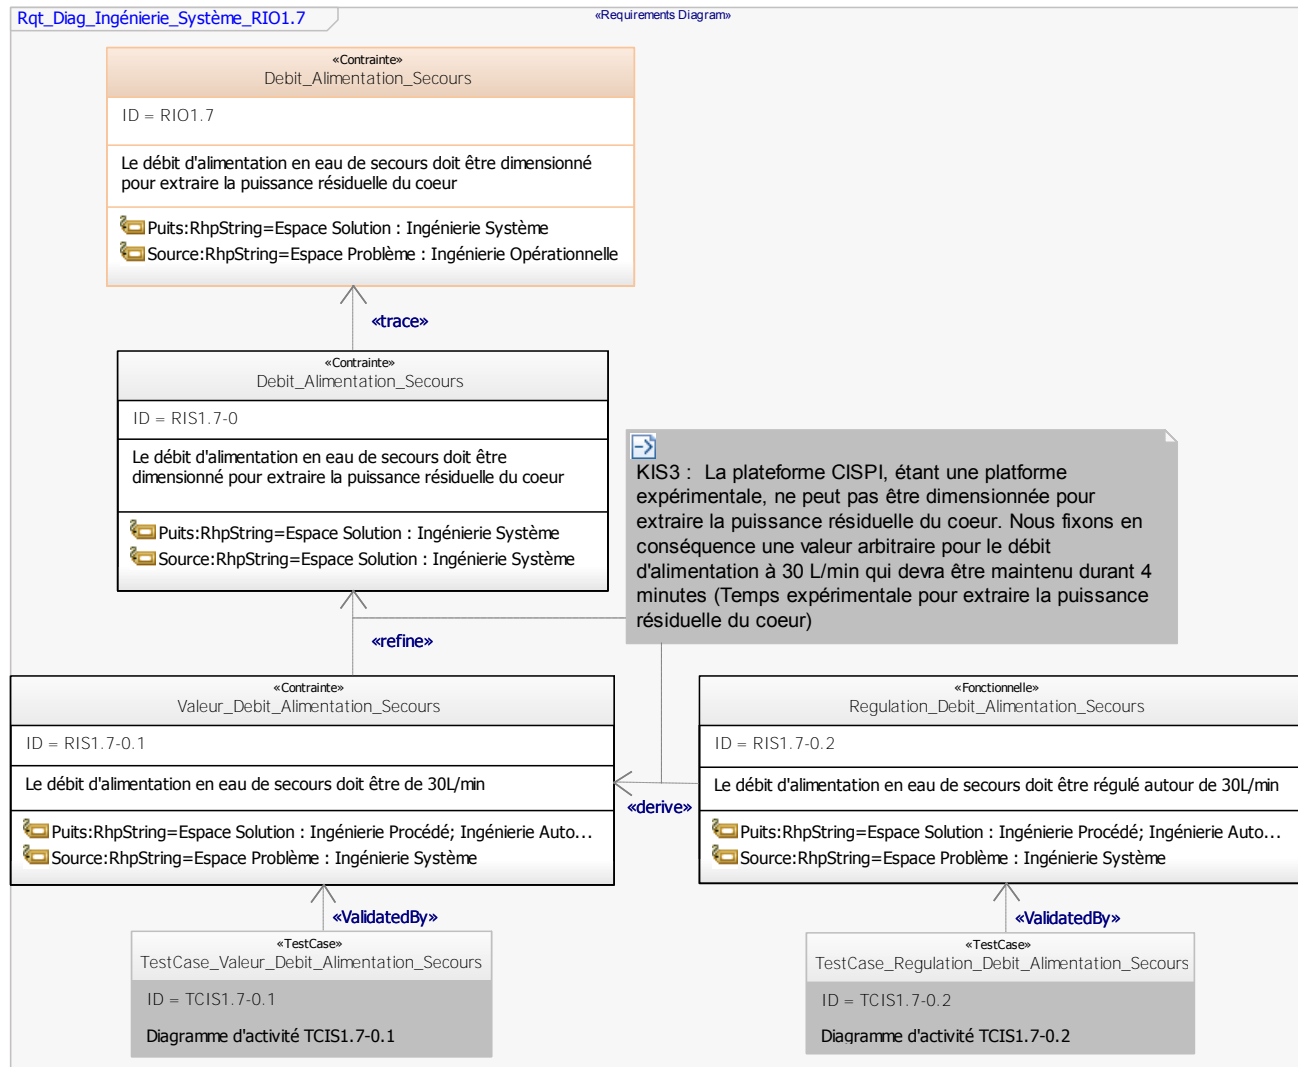 Rqt_Diag_Ingénierie_Système_RIO1.7
«Requirements Diagram»
«Contrainte»
Debit_Alimentation_Secours
ID = RIO1.7
Le débit d'alimentation en eau de secours doit être dimensionné
pour extraire la puissance résiduelle du coeur
Puits:RhpString=Espace Solution : Ingénierie Système
Source:RhpString=Espace Problème : Ingénierie Opérationnelle
«trace»
«Contrainte»
Debit_Alimentation_Secours
ID = RIS1.7-0
Le débit d'alimentation en eau de secours doit être
dimensionné pour extraire la puissance résiduelle du coeur
Puits:RhpString=Espace Solution : Ingénierie Système
Source:RhpString=Espace Solution : Ingénierie Système
KIS3 :  La plateforme CISPI, étant une platforme
expérimentale, ne peut pas être dimensionnée pour
extraire la puissance résiduelle du coeur. Nous fixons en
conséquence une valeur arbitraire pour le débit
d'alimentation à 30 L/min qui devra être maintenu durant 4
minutes (Temps expérimentale pour extraire la puissance
résiduelle du coeur)
«refine»
«Contrainte»
Valeur_Debit_Alimentation_Secours
ID = RIS1.7-0.1
Le débit d'alimentation en eau de secours doit être de 30L/min
Puits:RhpString=Espace Solution : Ingénierie Procédé; Ingénierie Auto...
Source:RhpString=Espace Problème : Ingénierie Système
«derive»
«Fonctionnelle»
Regulation_Debit_Alimentation_Secours
ID = RIS1.7-0.2
Le débit d'alimentation en eau de secours doit être régulé autour de 30L/min
Puits:RhpString=Espace Solution : Ingénierie Procédé; Ingénierie Auto...
Source:RhpString=Espace Problème : Ingénierie Système
«ValidatedBy»
«TestCase»
TestCase_Valeur_Debit_Alimentation_Secours
ID = TCIS1.7-0.1
Diagramme d'activité TCIS1.7-0.1
«ValidatedBy»
«TestCase»
TestCase_Regulation_Debit_Alimentation_Secours
ID = TCIS1.7-0.2
Diagramme d'activité TCIS1.7-0.2